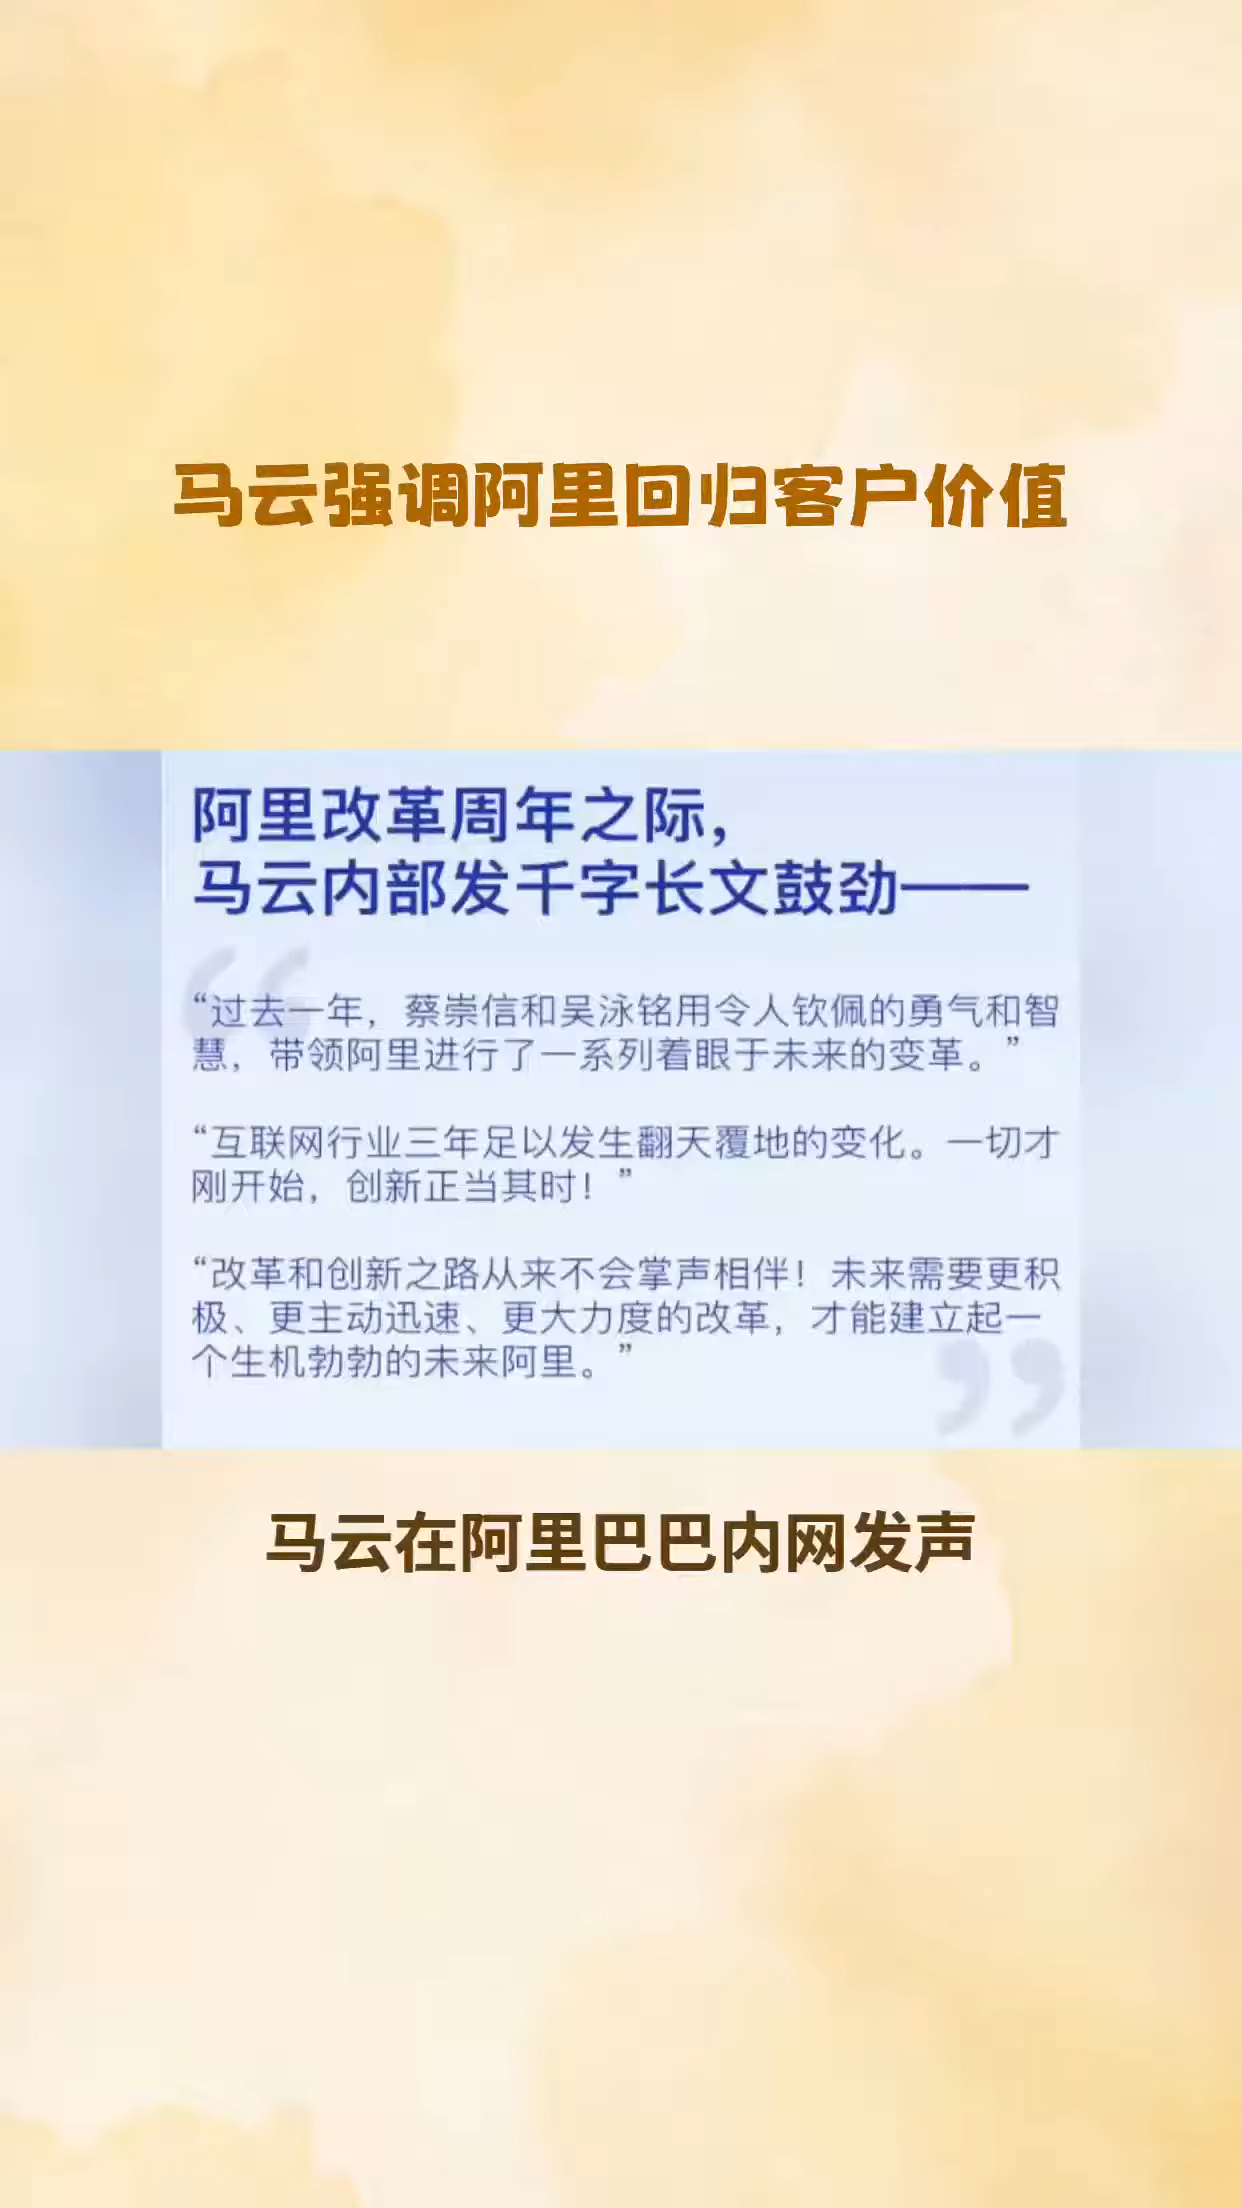 马云强调阿里回归客户价值
阿里改革周年之际，
马云内部发千字长文鼓劲——
“过去一年，蔡崇信和吴泳铭用令人钦佩的勇气和智
慧，带领阿里进行了一系列着眼于未来的变革。”
“互联网行业三年足以发生翻天覆地的变化。一切才
刚开始，创新正当其时！”
“改革和创新之路从来不会掌声相伴！未来需要更积
极、更主动迅速、更大力度的改革，才能建立起一
个生机勃勃的未来阿里。”
马云在阿里巴巴内网发声